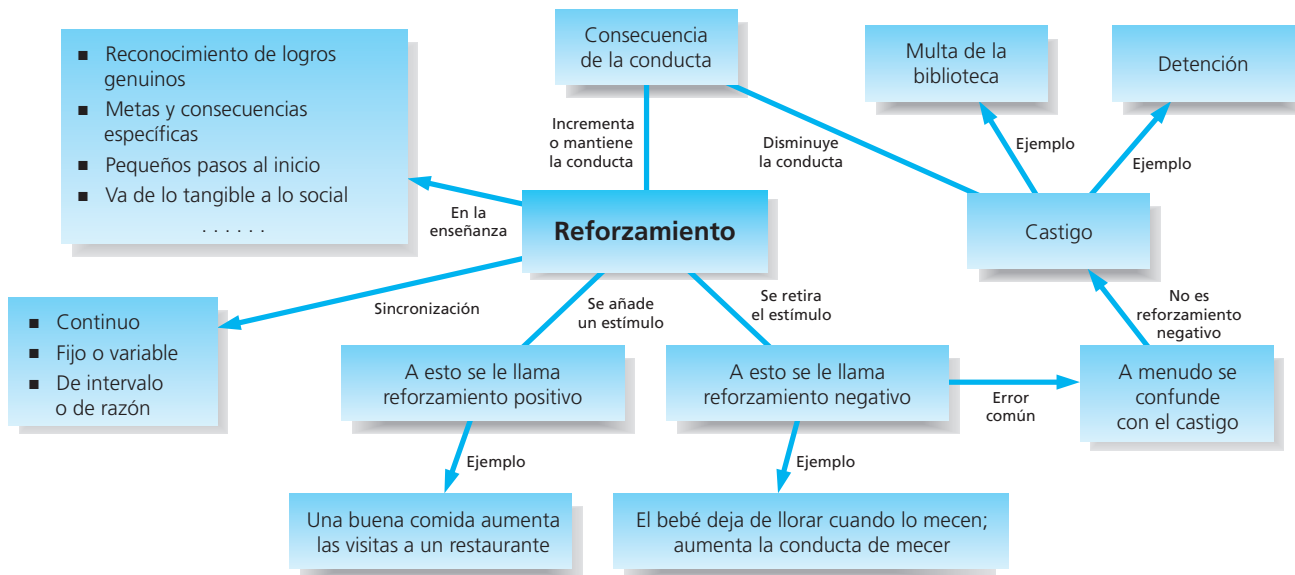 ■ Reconocimiento de logros
genuinos
■ Metas y consecuencias
específicas
■ Pequeños pasos al inicio
■ Va de lo tangible a lo social
. . . . . .
Consecuencia
de la conducta
Multa de la
biblioteca
Detención
Incrementa
o mantiene
la conducta
Disminuye
la conducta
Ejemplo
Ejemplo
En la
enseñanza
Reforzamiento
Castigo
Sincronización
Se añade
un estímulo
Se retira
el estímulo
No es
reforzamiento
negativo
■ Continuo
■ Fijo o variable
■ De intervalo
o de razón
A esto se le llama
reforzamiento positivo
A esto se le llama
reforzamiento negativo
Error
común
A menudo se
confunde
con el castigo
Ejemplo
Ejemplo
Una buena comida aumenta
las visitas a un restaurante
El bebé deja de llorar cuando lo mecen;
aumenta la conducta de mecer